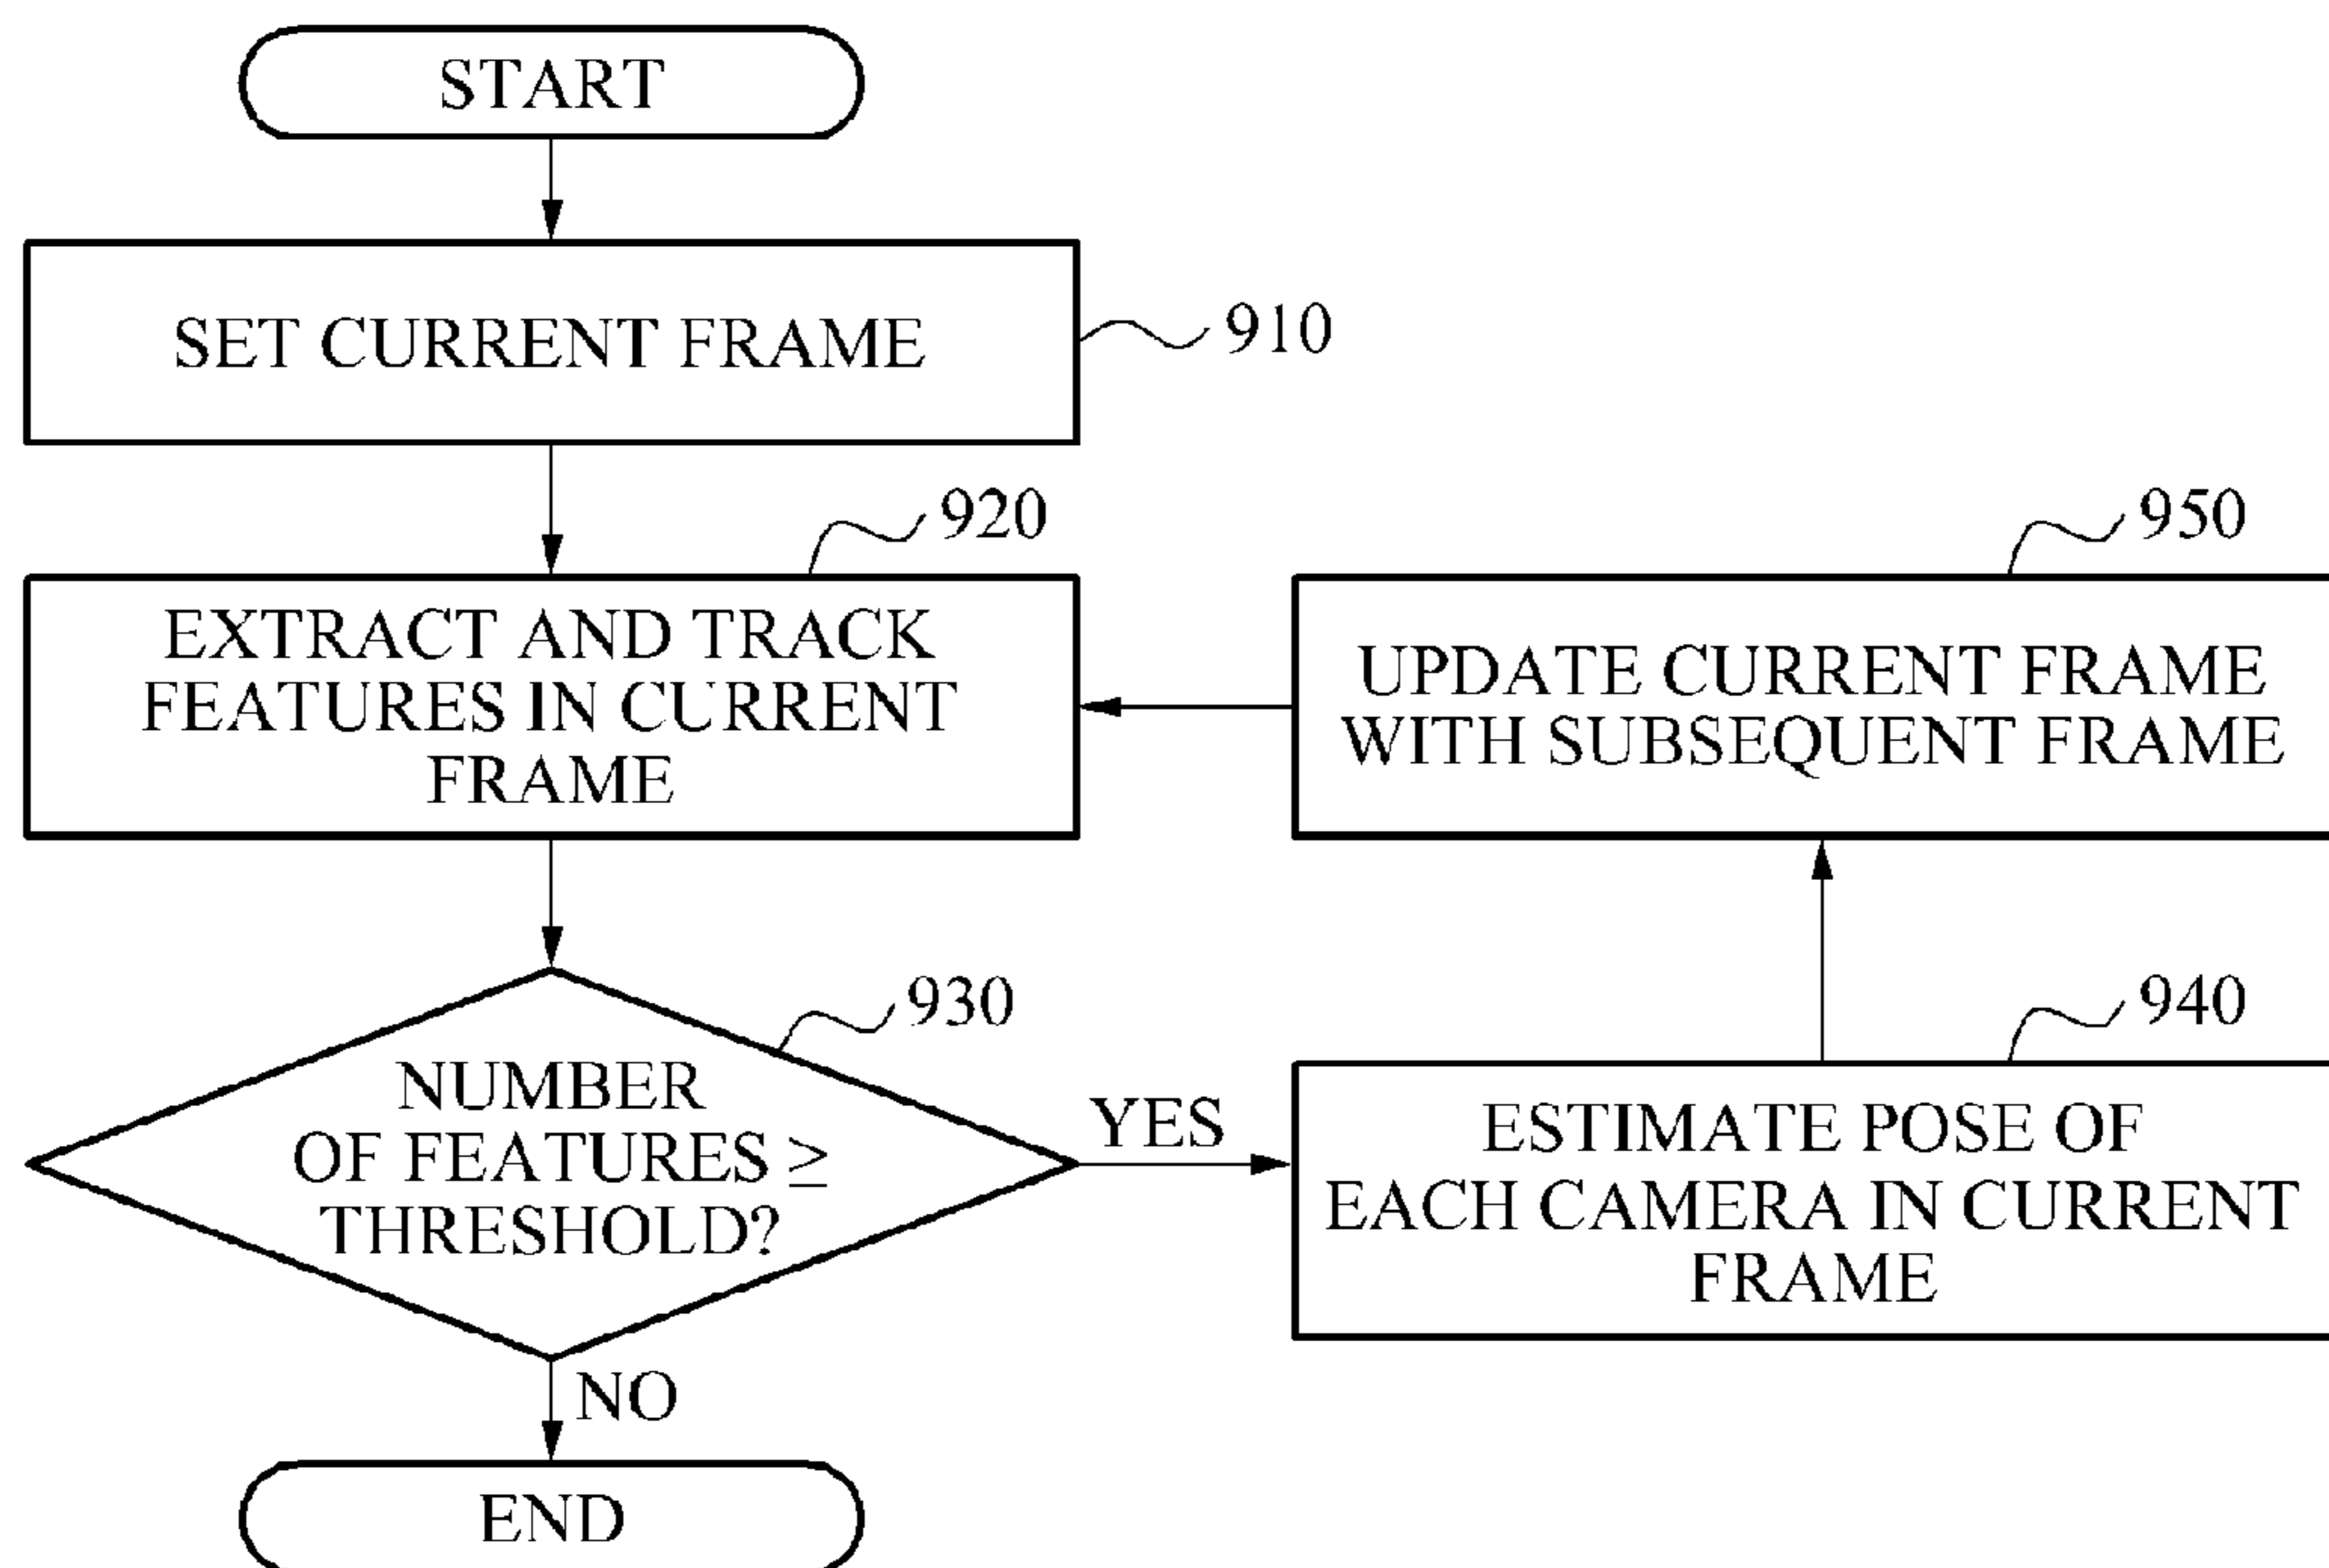 START
SET CURRENT FRAME
910
920
EXTRACT AND TRACK
FEATURES IN CURRENT
FRAME
950
UPDATE CURRENT FRAME
WITH SUBSEQUENT FRAME
930
NUMBER
OF FEATURES ≥
THRESHOLD?
YES
940
ESTIMATE POSE OF
EACH CAMERA IN CURRENT
FRAME
NO
END